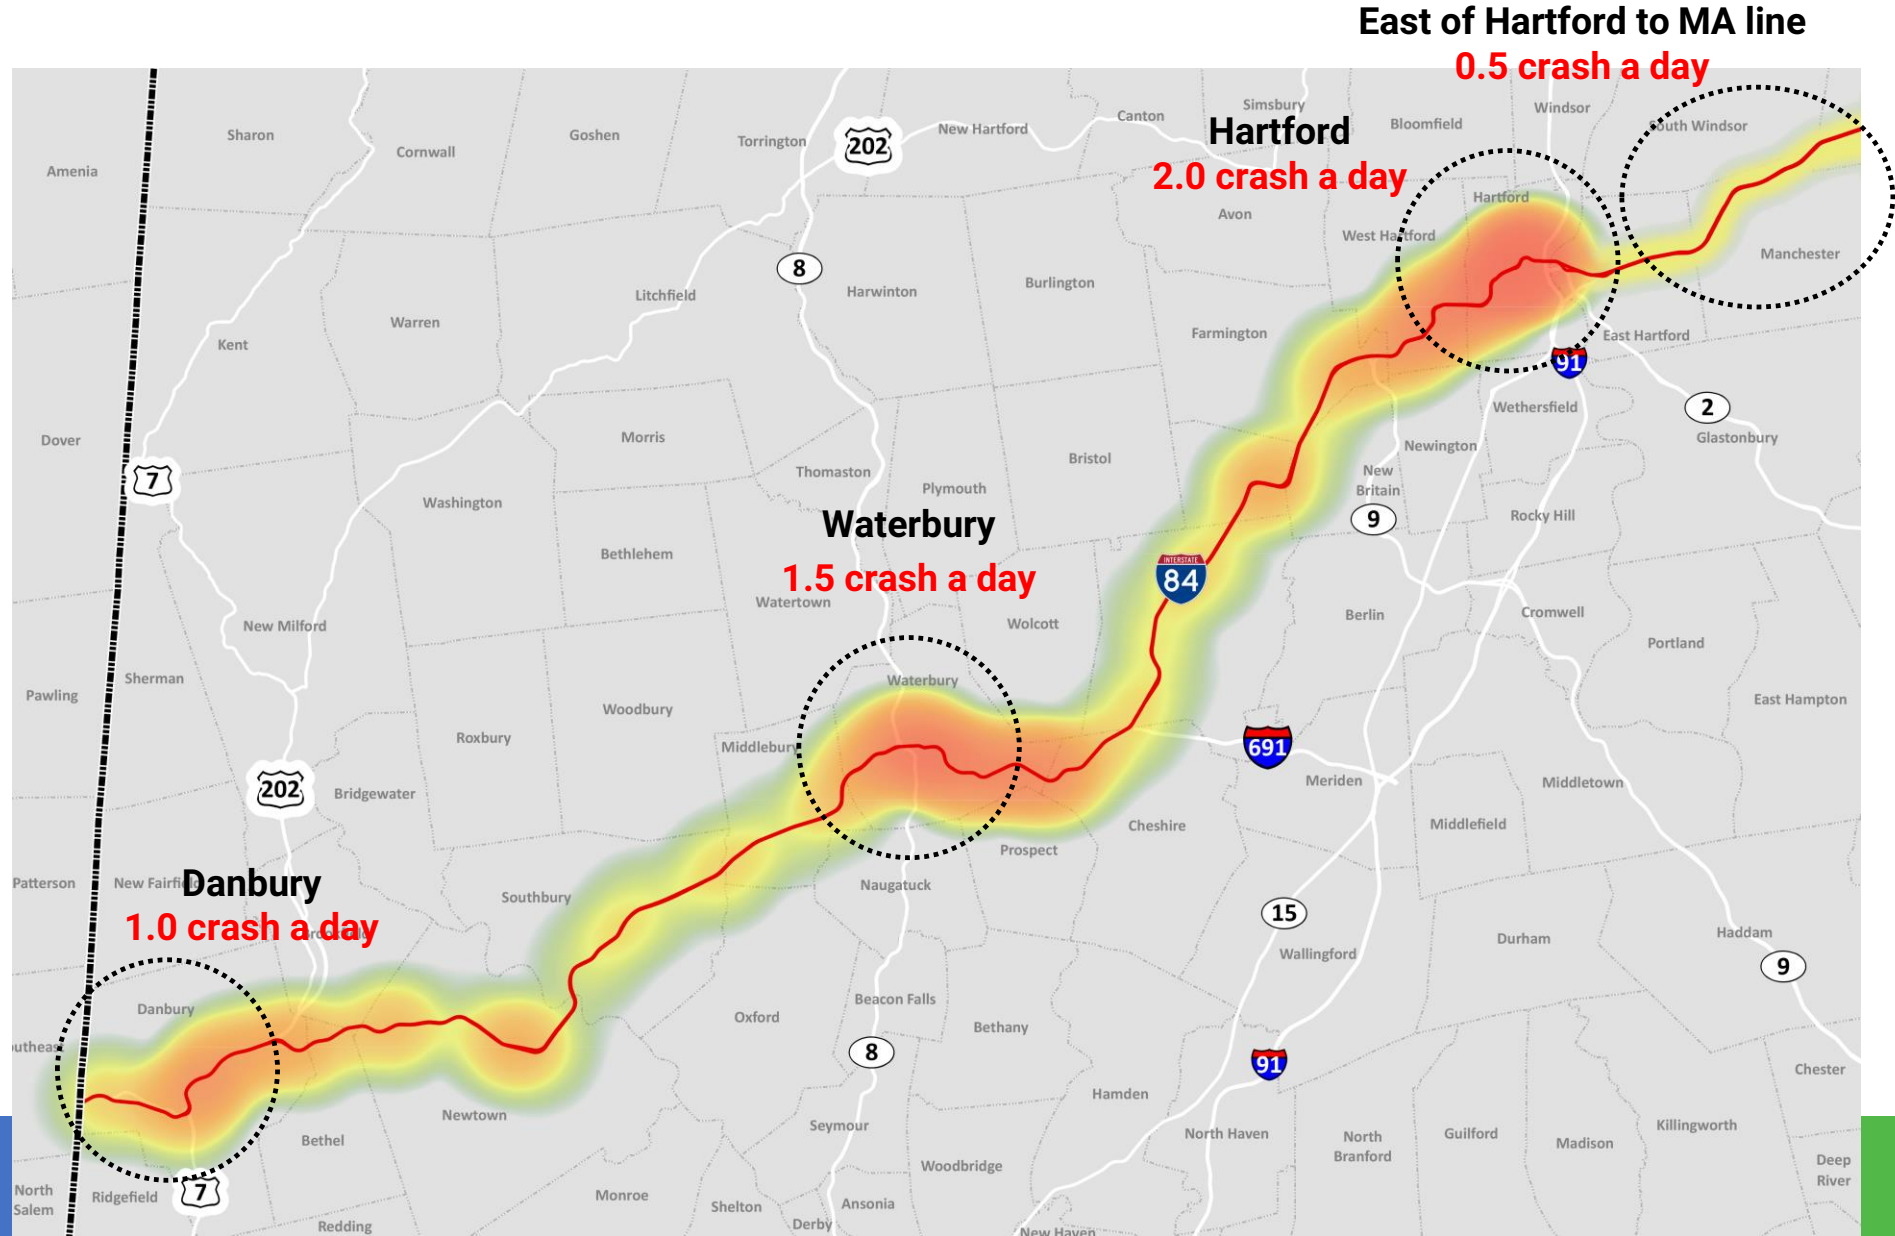 East of Hartford to MA line
0.5 crash a day
Windsor
Simsbury
Canton
South Windsor
Bloomfield
Hartford
New Hartford
Sharon
Goshen
Torrington
202
Cornwall
Amenia
2.0 crash a day
Hartford
Avon
West Hartford
Manchester
8
Burlington
Harwinton
Litchfield
Warren
Farmington
East Hartford
Kent
91
Wethersfield
2
Glastonbury
Morris
Dover
Newington
Bristol
Thomaston
New
Britain
7
Plymouth
Washington
9
Rocky Hill
Waterbury
1.5 crash a day
Bethlehem
INTERSTATE
84
Watertown
Wolcott
Berlin
Cromwell
New Milford
Portland
Sherman
Waterbury
Pawling
East Hampton
Woodbury
Roxbury
Middlebury
691
Meriden
Middletown
202
Bridgewater
Cheshire
Middlefield
Prospect
Patterson
New Fairfield
Danbury
Naugatuck
Southbury
1.0 crash a day
15
Haddam
Durham
Wallingford
9
Beacon Falls
Danbury
Oxford
Bethany
utheas
8
91
Chester
Hamden
Newtown
Seymour
Killingworth
North Haven
Guilford
North
Branford
Bethel
Madison
Woodbridge
Deep
River
North
Salem
Ridgefield
7
Monroe
Shelton
Ansonia
Derby
Redding
New Haven